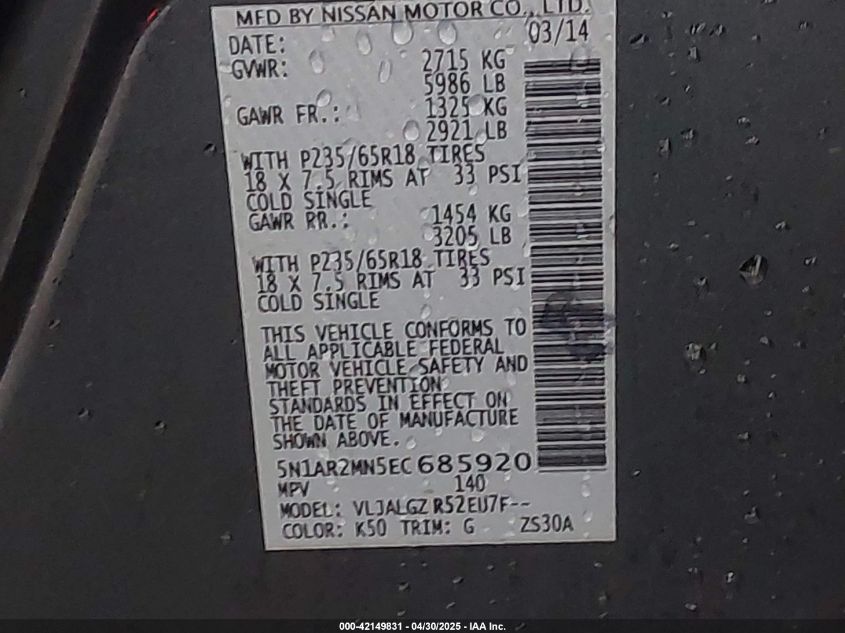 MFD BY NISSAN MOTOR CO., LTD.
DATE: 03/14
GVWR: 2715 KG
5986 LB
GAWR FR.: 1325 KG
2921 LB
WITH P235/65R18 TIRES
18 X 7.5 RIMS AT 33 PSI
COLD SINGLE
GAWR RR.: 1454 KG
3205 LB
WITH P235/65R18 TIRES
18 X 7.5 RIMS AT 33 PSI
COLD SINGLE
THIS VEHICLE CONFORMS TO
ALL APPLICABLE FEDERAL
MOTOR VEHICLE SAFETY AND
THEFT PREVENTION
STANDARDS IN EFFECT ON
THE DATE OF MANUFACTURE
SHOWN ABOVE.
5N1AR2MN5EC685920
MPV 140
MODEL: VLJALGZ R52EU7F--
COLOR: K50 TRIM: G ZS30A
000-42149831 - 04/30/2025 - IAA Inc.